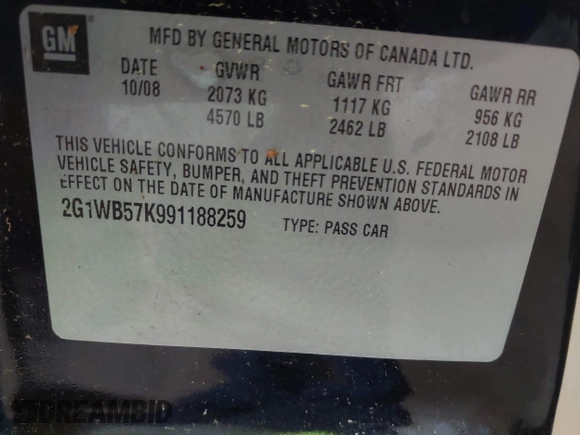 GM
MFD BY GENERAL MOTORS OF CANADA LTD.
DATE GVWR GAWR FRT GAWR RR
10/08 2073 KG 1117 KG 956 KG
4570 LB 2462 LB 2108 LB
THIS VEHICLE CONFORMS TO ALL APPLICABLE U.S. FEDERAL MOTOR
VEHICLE SAFETY, BUMPER, AND THEFT PREVENTION STANDARDS IN
EFFECT ON THE DATE OF MANUFACTURE SHOWN ABOVE.
2G1WB57K991188259 TYPE: PASS CAR
DREAMBID